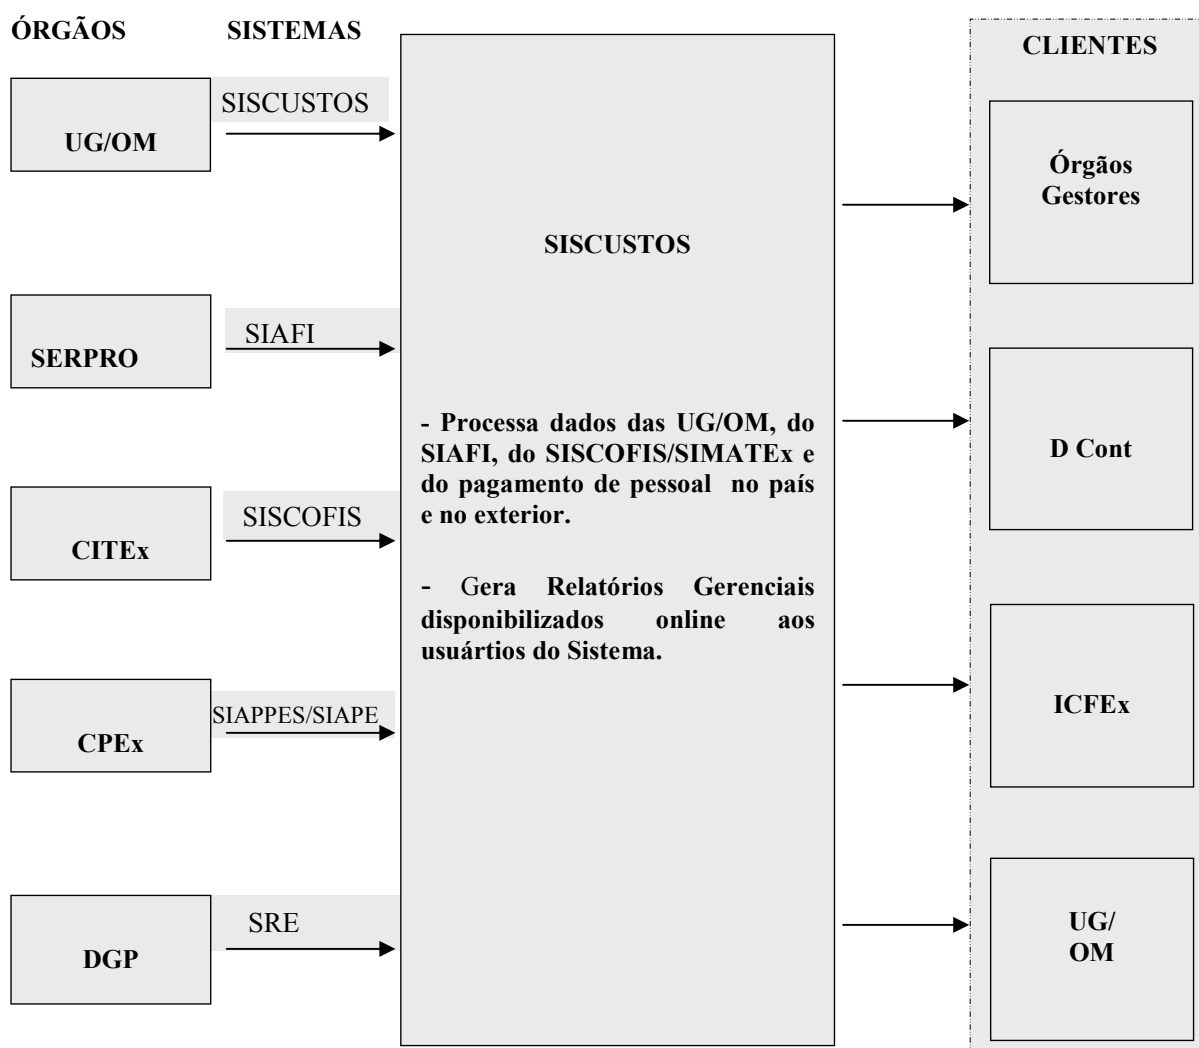 ÓRGÃOS
SISTEMAS
UG/OM
SISCUSTOS
SERPRO
SIAFI
CITEx
SISCOFIS
CPEx
SIAPPES/SIAPE
DGP
SRE
SISCUSTOS
- Processa dados das UG/OM, do
SIAFI, do SISCOFIS/SIMATEx e
do pagamento de pessoal no país
e no exterior.
- Gera Relatórios Gerenciais
disponibilizados online aos
usuártios do Sistema.
CLIENTES
Órgãos
Gestores
D Cont
ICFEx
UG/
OM